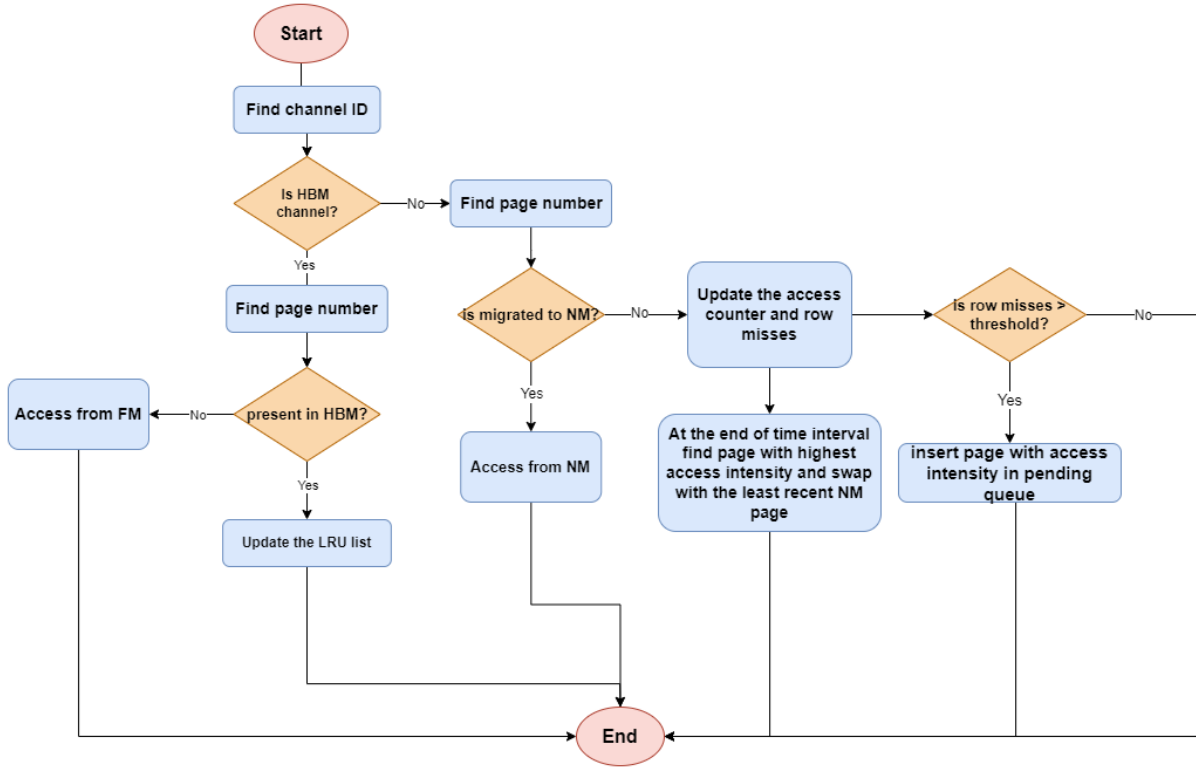 Start
Find channel ID
Is HBM
channel?
No
Find page number
Yes
Find page number
is migrated to NM?
No
Update the access
counter and row
misses
is row misses >
threshold?
No
Access from FM
No
present in HBM?
Yes
Yes
Yes
Access from NM
At the end of time interval
find page with highest
access intensity and swap
with the least recent NM
page
insert page with access
intensity in pending
queue
Update the LRU list
End